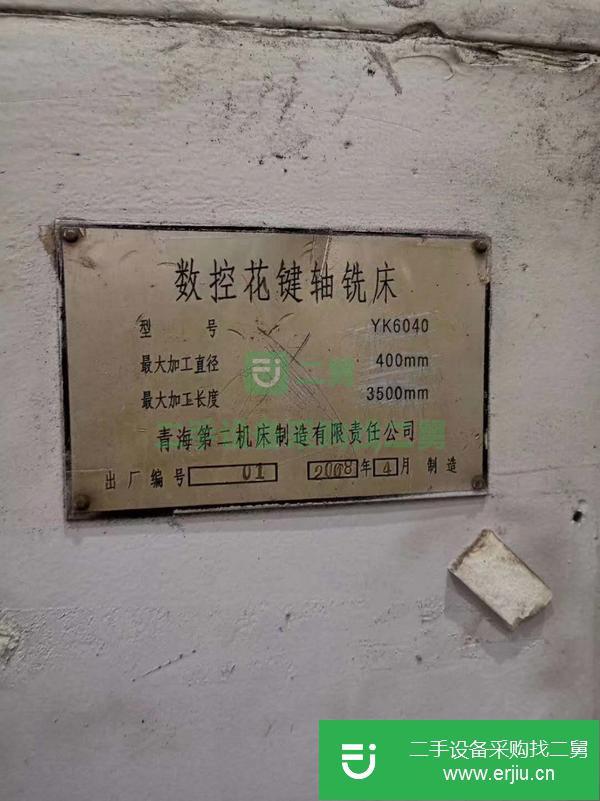 数控花键轴铣床
型 号 YK6040
最大加工直径 400mm
最大加工长度 3500mm
二舅
青海第二机床制造有限责任公司
出厂编号 01 2008年4月 制造
二手设备采购找二舅
www.erjiu.cn